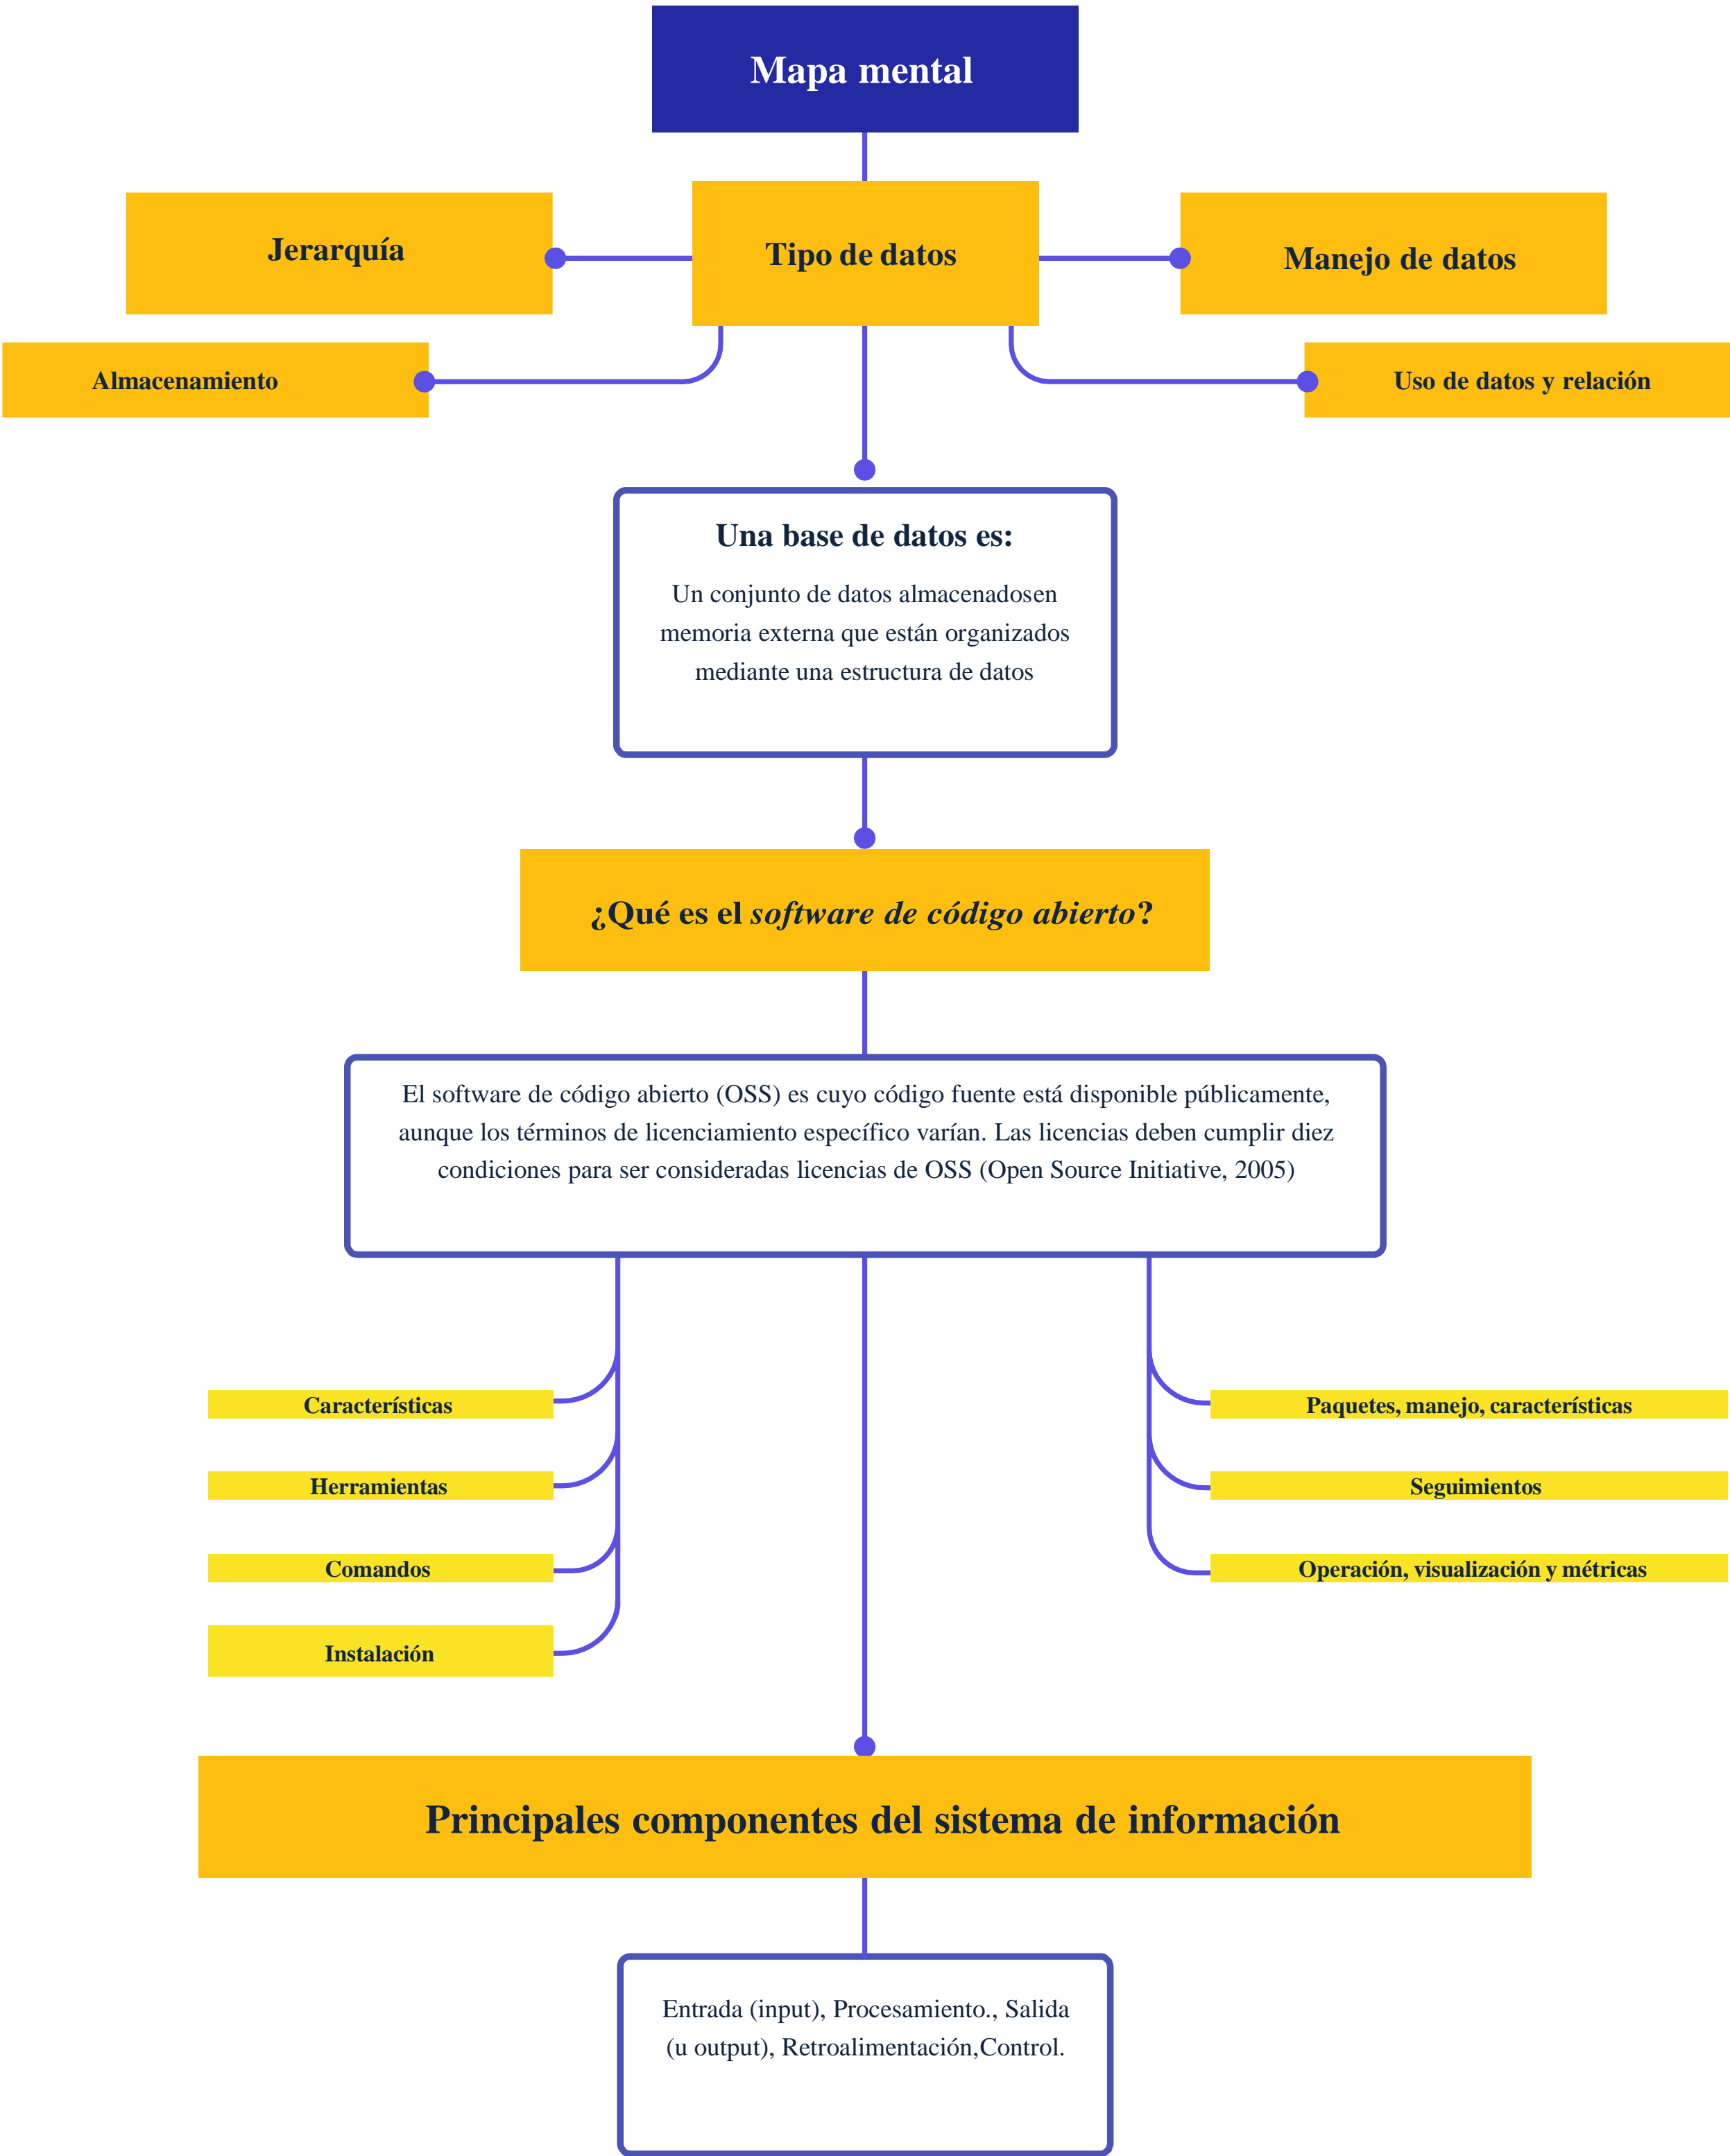 Mapa mental
Jerarquía
Tipo de datos
Manejo de datos
Almacenamiento
Uso de datos y relación
Una base de datos es:
Un conjunto de datos almacenadosen
memoria externa que están organizados
mediante una estructura de datos
¿Qué es el software de código abierto?
El software de código abierto (OSS) es cuyo código fuente está disponible públicamente,
aunque los términos de licenciamiento específico varían. Las licencias deben cumplir diez
condiciones para ser consideradas licencias de OSS (Open Source Initiative, 2005)
Características
Herramientas
Comandos
Instalación
Paquetes, manejo, características
Seguimientos
Operación, visualización y métricas
Principales componentes del sistema de información
Entrada (input), Procesamiento., Salida
(u output), Retroalimentación,Control.